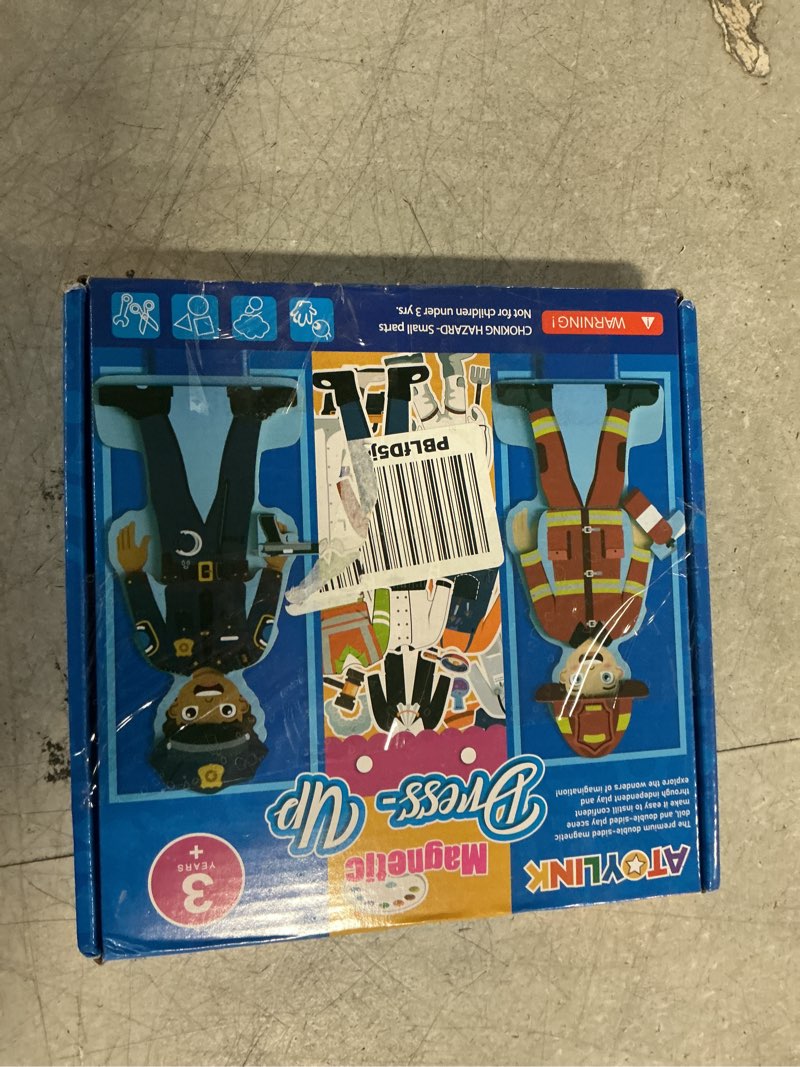 ATOYLINK
The premium double-sided magnetic
doll, and double-sided play scene
make it easy to instill confident
through independent play and
explore the wonders of imagination!
Magnetic
Dress-
Up
3
YEARS
+
PBLfD5j
WARNING!
CHOKING HAZARD-Small parts
Not for children under 3 yrs.